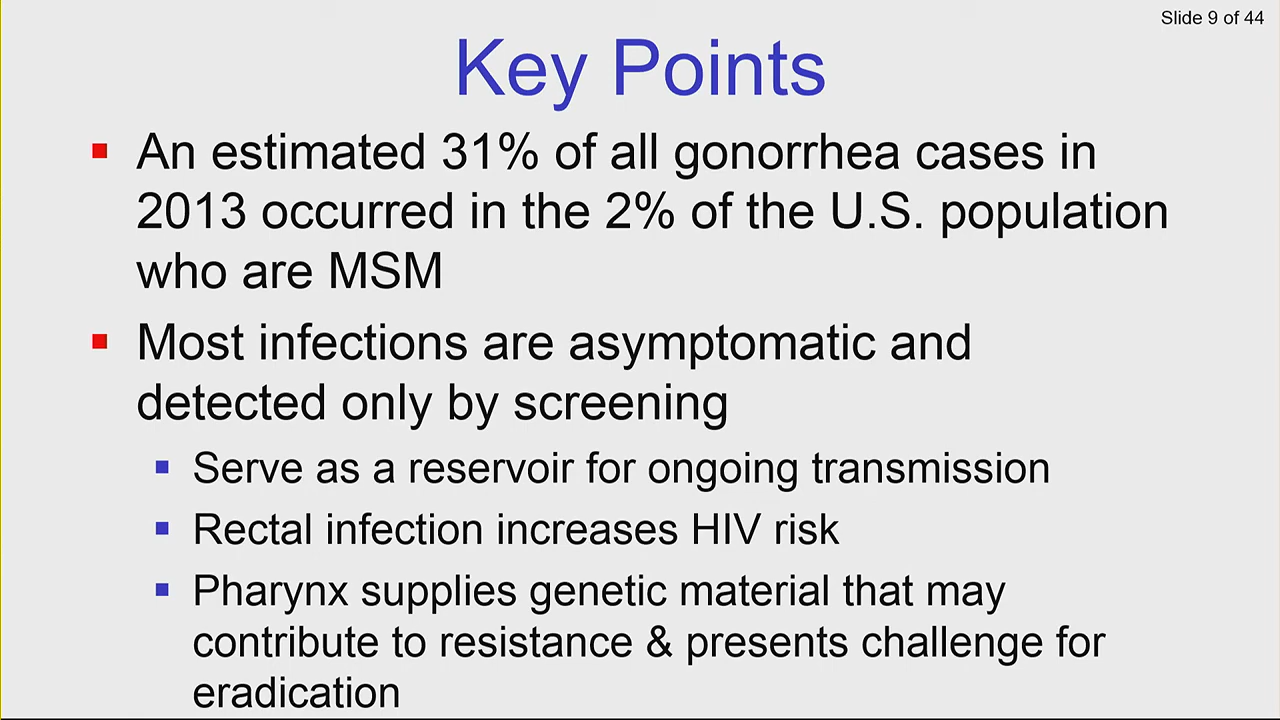 Slide 9 of 44
Key Points
An estimated 31% of all gonorrhea cases in
2013 occurred in the 2% of the U.S. population
who are MSM
Most infections are asymptomatic and
detected only by screening
Serve as a reservoir for ongoing transmission
Rectal infection increases HIV risk
Pharynx supplies genetic material that may
contribute to resistance & presents challenge for
eradication